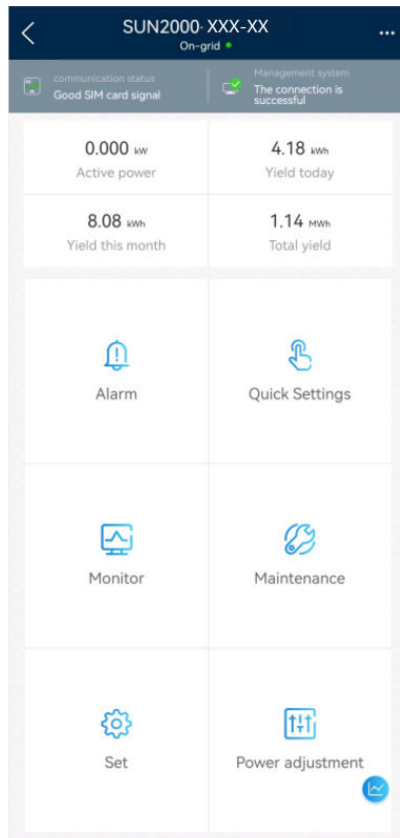 SUN2000-XXX-XX
On-grid
communication status
Good SIM card signal
Management system
The connection is
successful
0.000 kW
Active power
4.18 kWh
Yield today
8.08 kWh
Yield this month
1.14 MWh
Total yield
Alarm
Quick Settings
Monitor
Maintenance
Set
Power adjustment